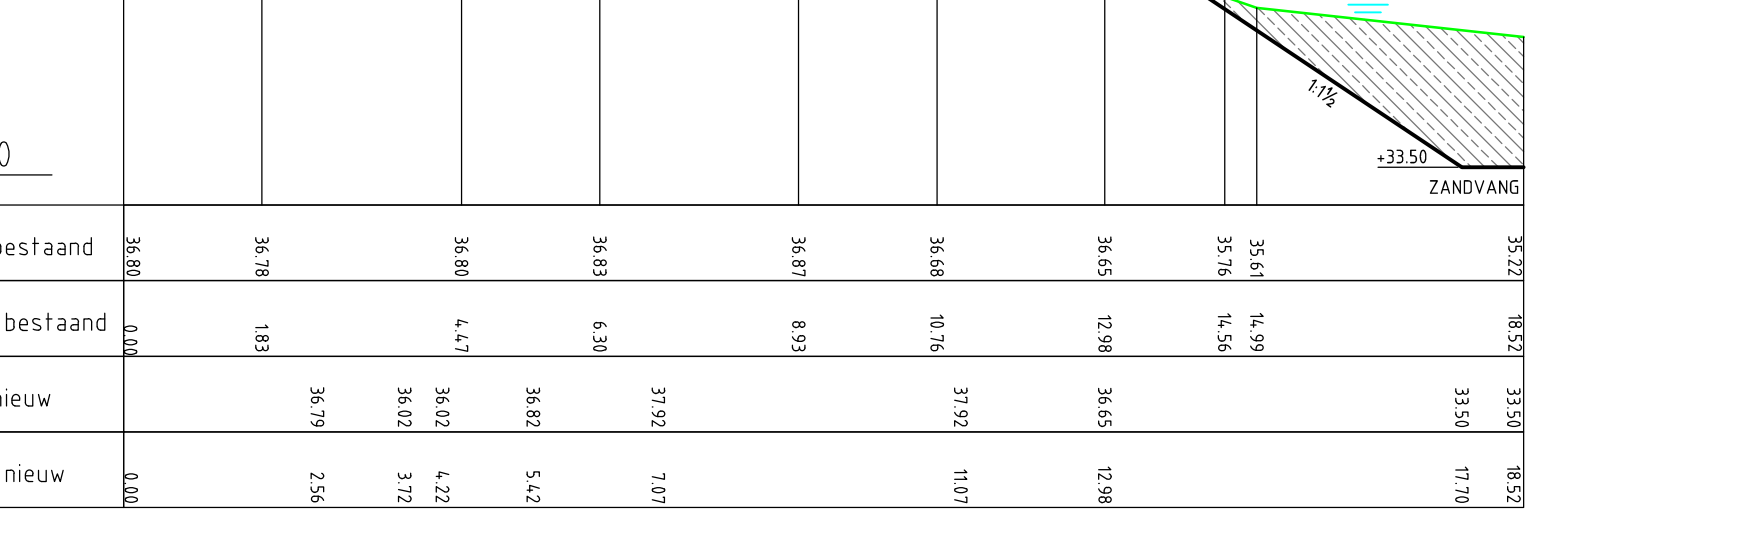 1:1½
0
+33.50
ZANDVANG
bestaand 36.80 36.78 36.80 36.83 36.87 36.68 36.65 35.76 35.61 35.22
bestaand 0.00 1.83 4.47 6.30 8.93 10.76 12.98 14.56 14.99 18.52
nieuw 36.79 36.02 36.02 36.82 37.92 37.92 36.65 33.50 33.50
nieuw 0.00 2.56 3.72 4.22 5.42 7.07 11.07 12.98 17.70 18.52